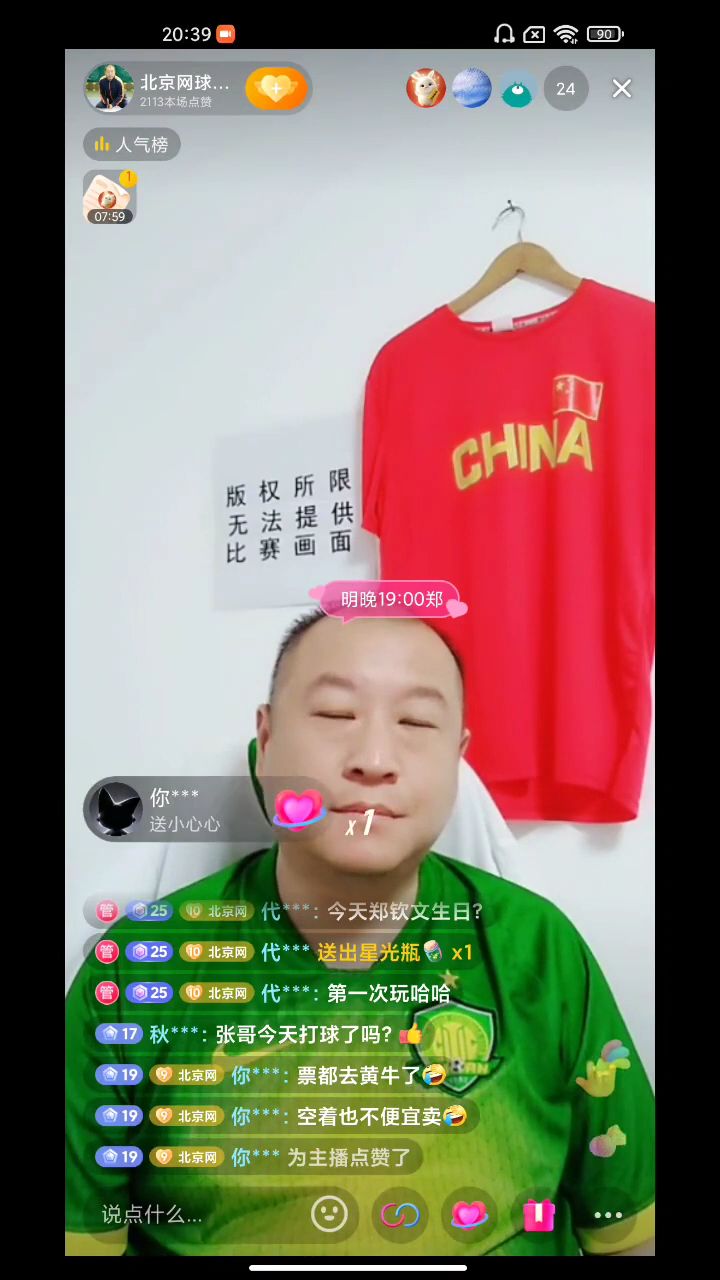 20:39
90
北京网球...
2113本场点赞
24
人气榜
1
07:59
CHINA
版权所限
无法提供
比赛画面
明晚19:00郑
你***
送小心心
x1
管 25 10 北京网 代***: 今天郑钦文生日?
管 25 10 北京网 代*** 送出星光瓶 x1
管 25 10 北京网 代***: 第一次玩哈哈
17 秋***: 张哥今天打球了吗?
19 9 北京网 你***: 票都去黄牛了
19 9 北京网 你***: 空着也不便宜卖
19 9 北京网 你*** 为主播点赞了
说点什么...